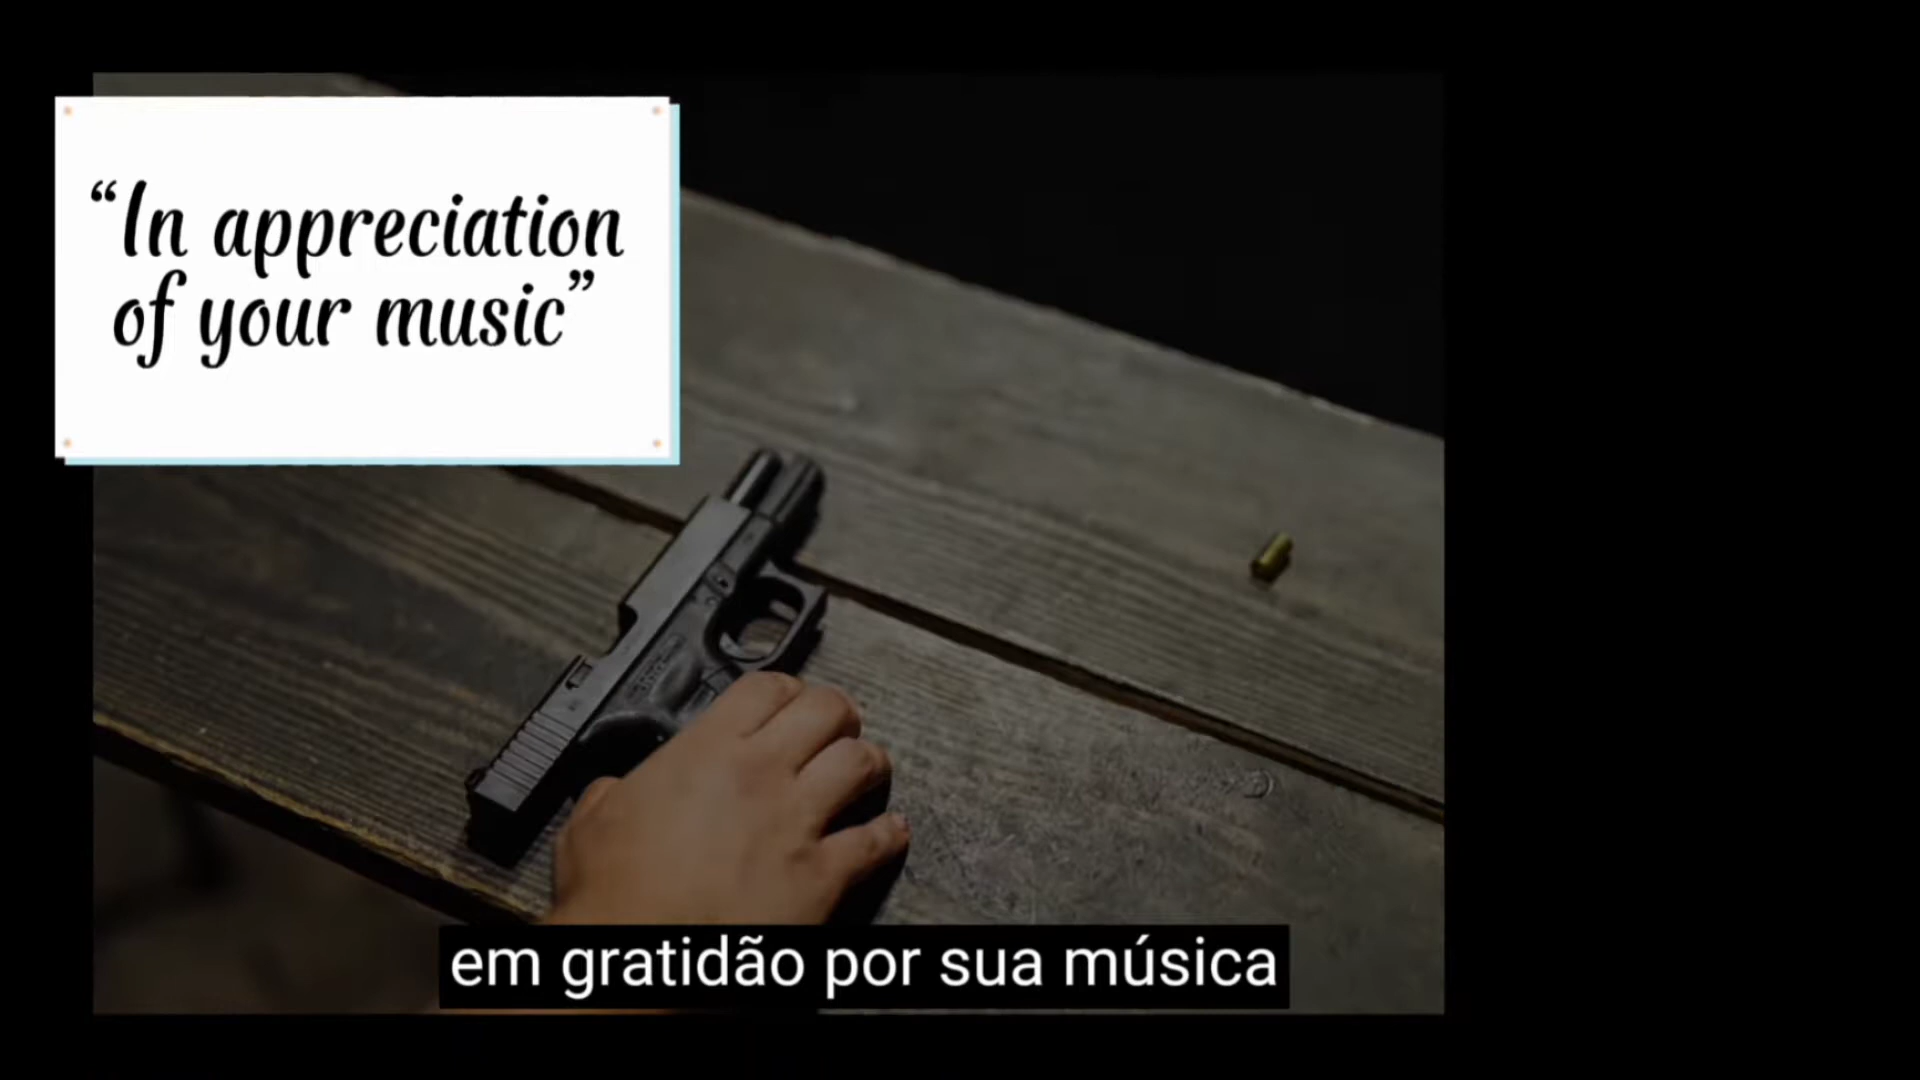 “In appreciation
of your music”
em gratidão por sua música